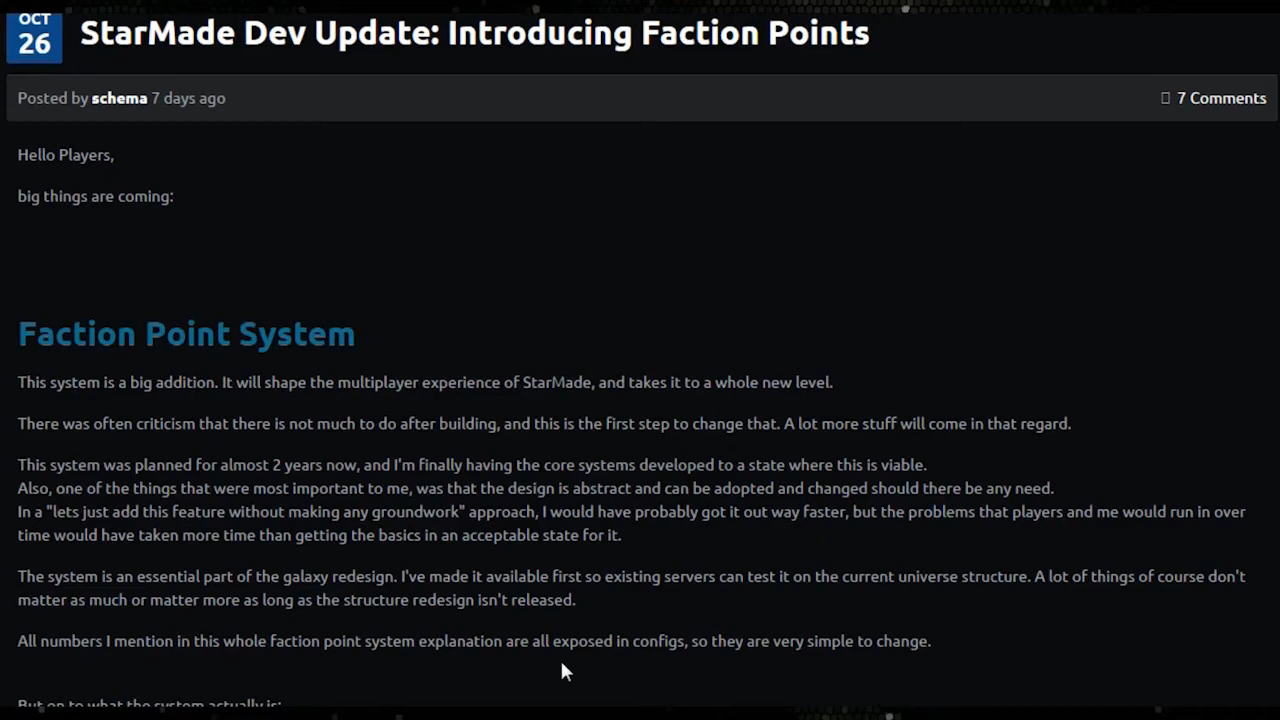 OCT
26
StarMade Dev Update: Introducing Faction Points
Posted by schema 7 days ago
7 Comments
Hello Players,
big things are coming:
Faction Point System
This system is a big addition. It will shape the multiplayer experience of StarMade, and takes it to a whole new level.
There was often criticism that there is not much to do after building, and this is the first step to change that. A lot more stuff will come in that regard.
This system was planned for almost 2 years now, and I'm finally having the core systems developed to a state where this is viable.
Also, one of the things that were most important to me, was that the design is abstract and can be adopted and changed should there be any need.
In a "lets just add this feature without making any groundwork" approach, I would have probably got it out way faster, but the problems that players and me would run in over
time would have taken more time than getting the basics in an acceptable state for it.
The system is an essential part of the galaxy redesign. I've made it available first so existing servers can test it on the current universe structure. A lot of things of course don't
matter as much or matter more as long as the structure redesign isn't released.
All numbers I mention in this whole faction point system explanation are all exposed in configs, so they are very simple to change.
But on to what the system actually is: